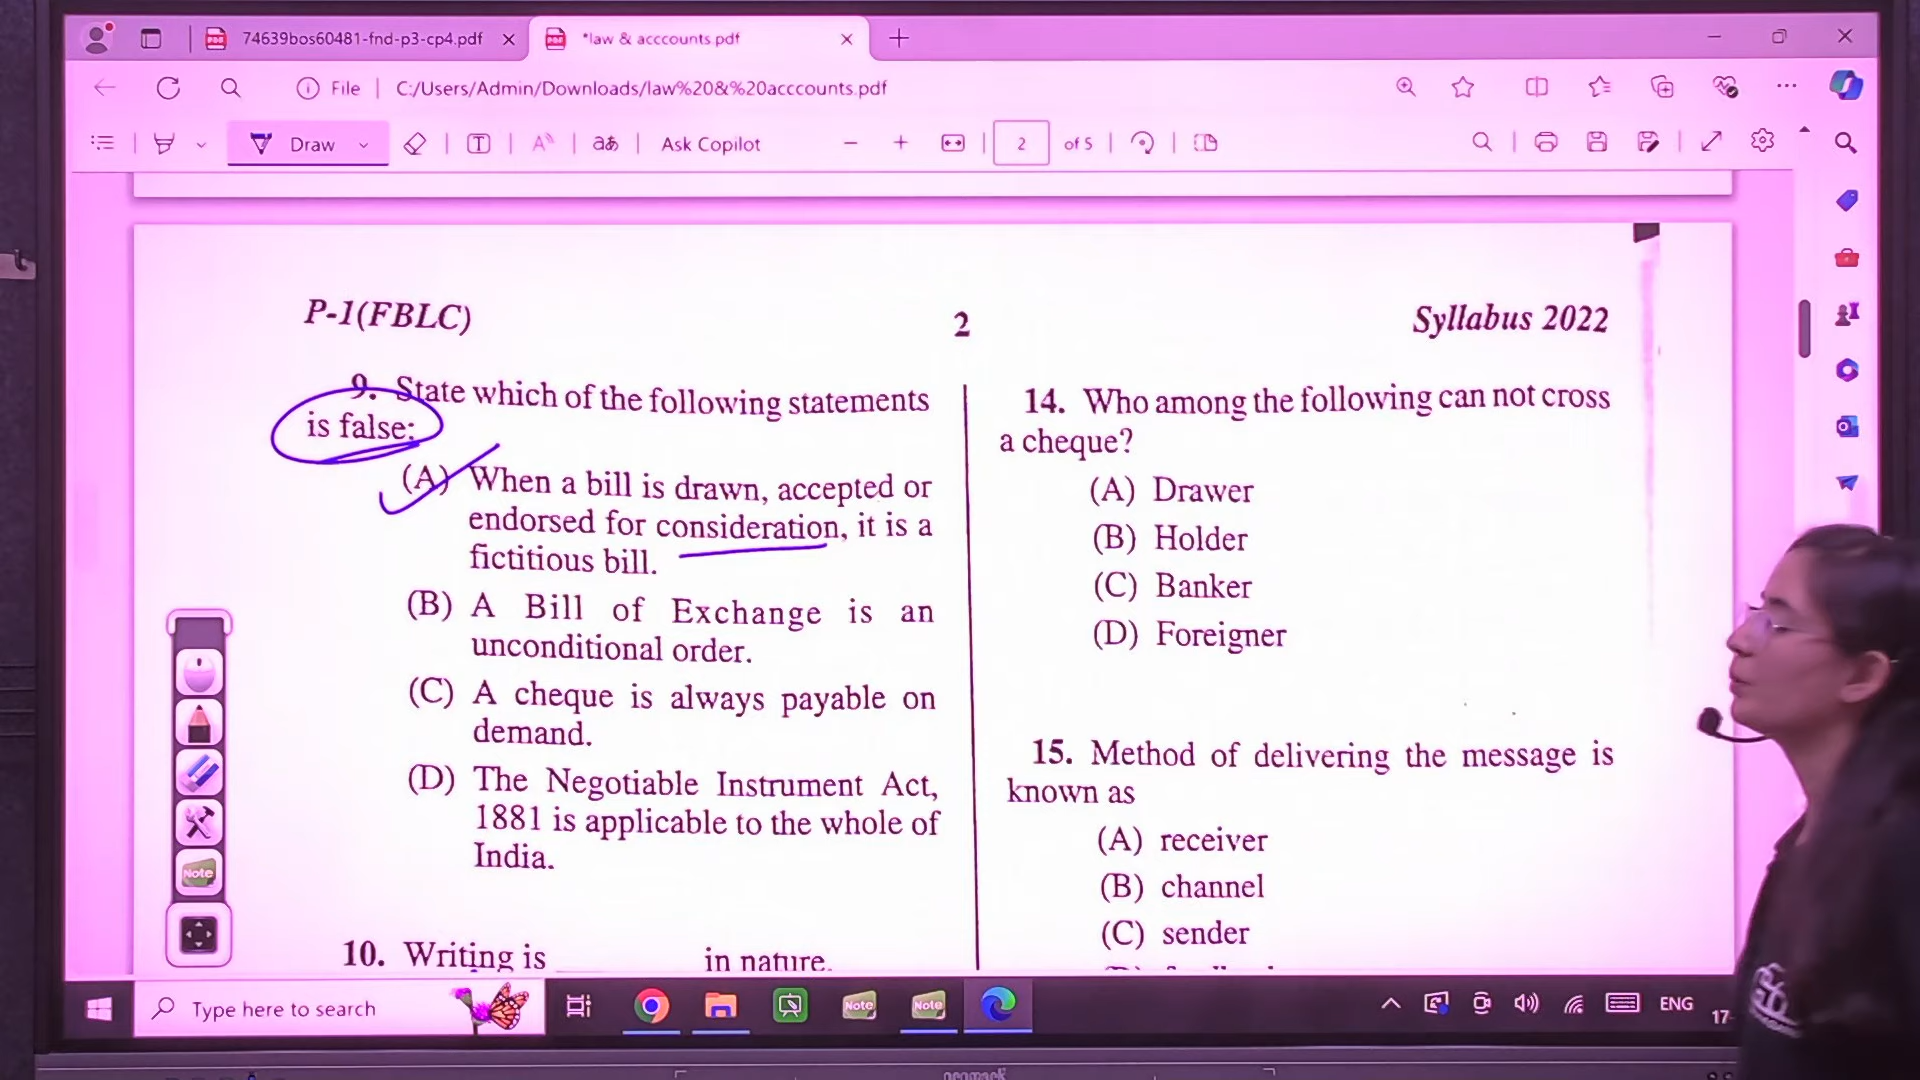 74639bos60481-fnd-p3-cp4.pdf
*law & acccounts.pdf
File
C:/Users/Admin/Downloads/law%20&%20acccounts.pdf
Draw
Ask Copilot
2 of 5
P-1(FBLC)
2
Syllabus 2022
9. State which of the following statements
is false:
(A) When a bill is drawn, accepted or
endorsed for consideration, it is a
fictitious bill.
(B) A Bill of Exchange is an
unconditional order.
(C) A cheque is always payable on
demand.
(D) The Negotiable Instrument Act,
1881 is applicable to the whole of
India.
10. Writing is in nature.
14. Who among the following can not cross
a cheque?
(A) Drawer
(B) Holder
(C) Banker
(D) Foreigner
15. Method of delivering the message is
known as
(A) receiver
(B) channel
(C) sender
Note
Type here to search
Note
Note
ENG
17-